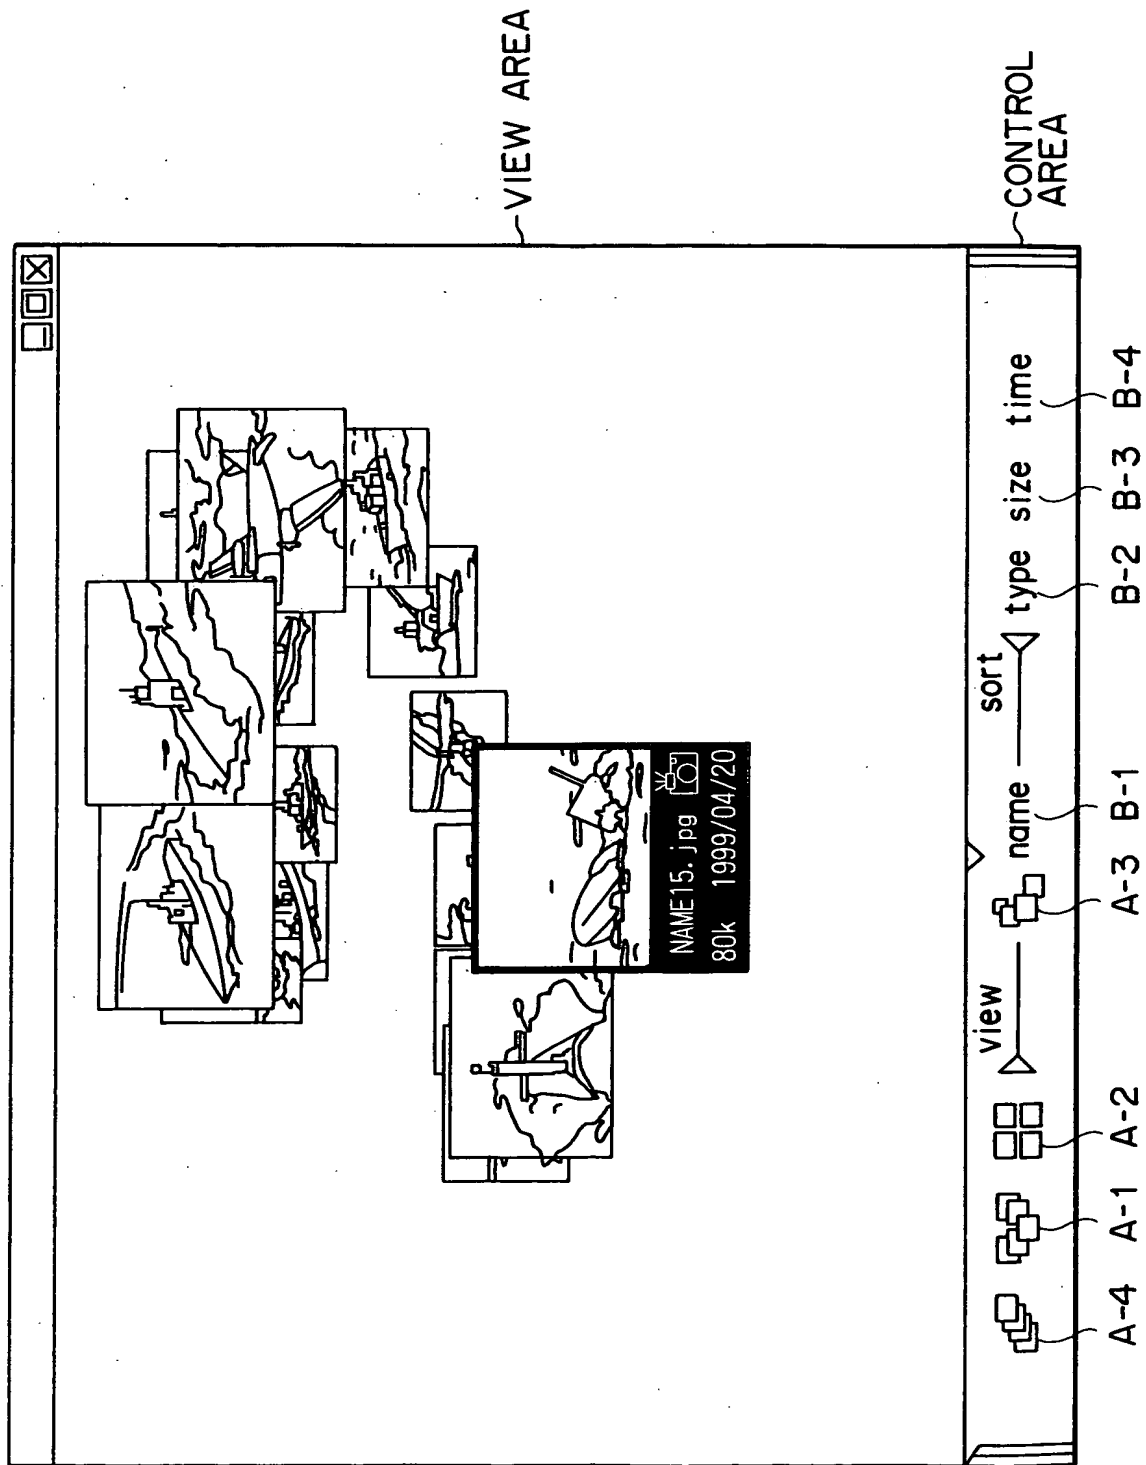 VIEW AREA
NAME15.jpg
80k 1999/04/20
view
sort
name
type
size
time
CONTROL
AREA
A-4
A-1
A-2
A-3
B-1
B-2
B-3
B-4